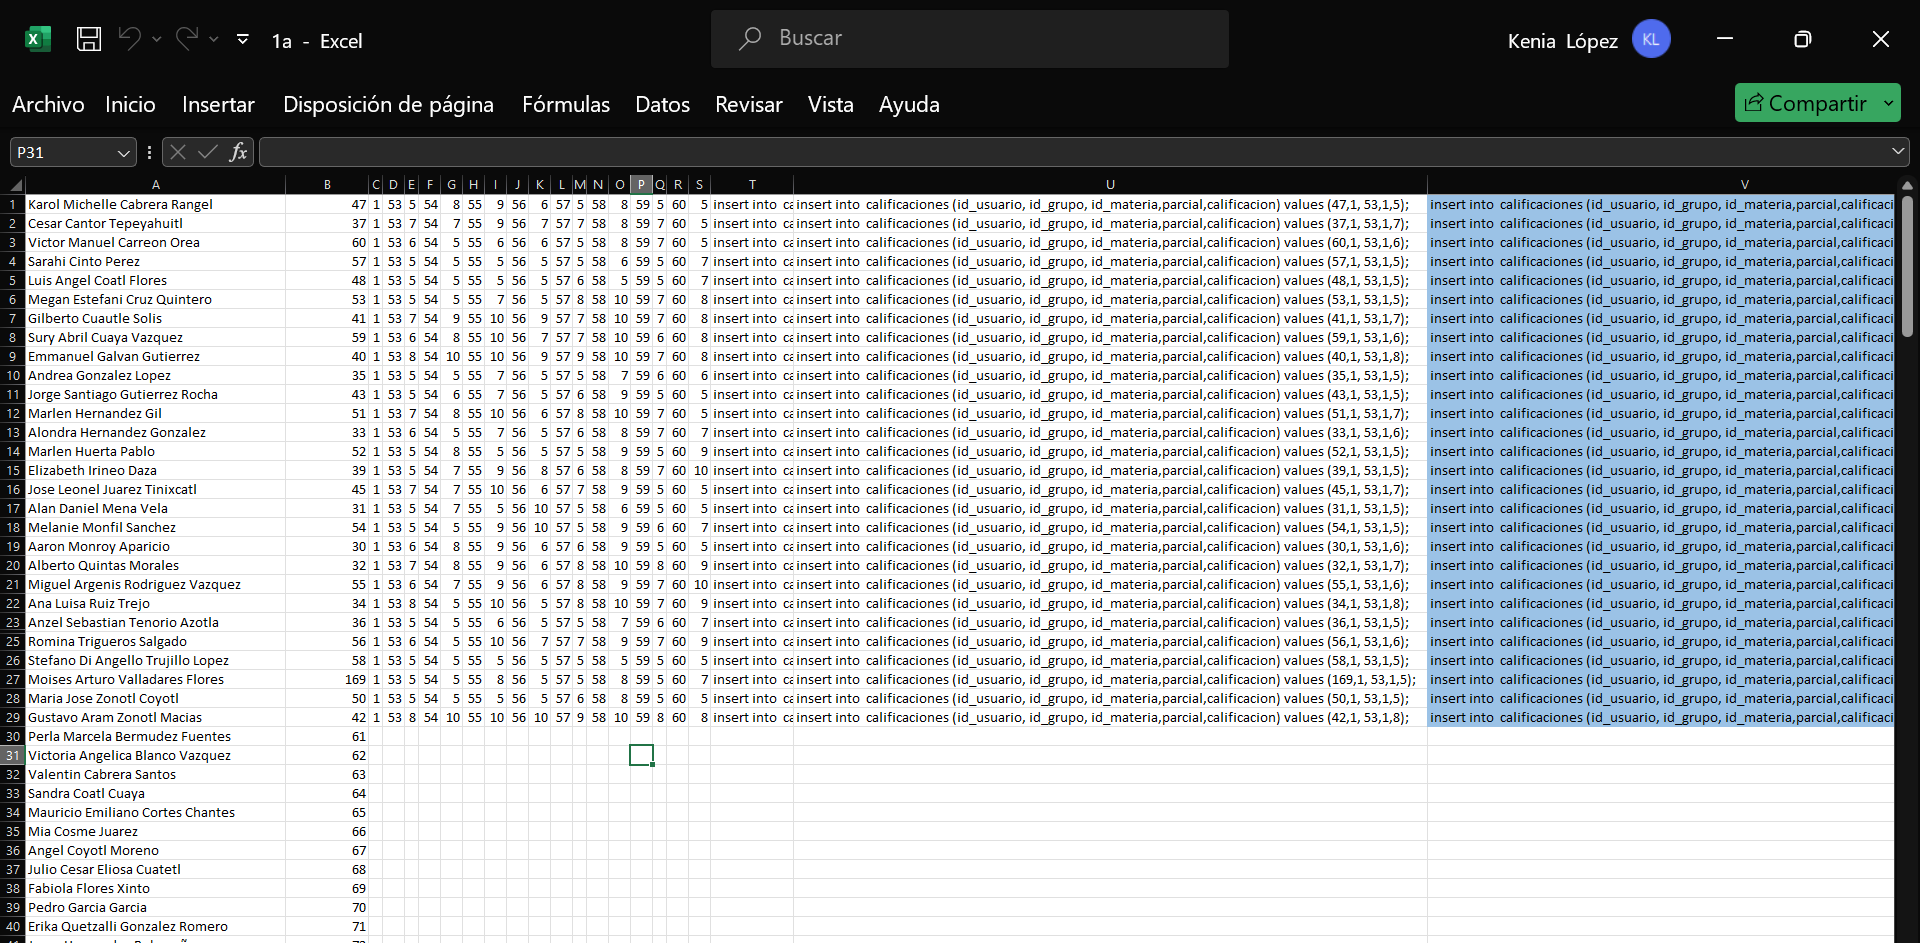 1a - Excel
Buscar
Kenia López
KL
Archivo Inicio Insertar Disposición de página Fórmulas Datos Revisar Vista Ayuda
Compartir
P31
fx
A B C D E F G H I J K L M N O P Q R S T U V
1 Karol Michelle Cabrera Rangel 47 1 53 5 54 8 55 9 56 6 57 5 58 8 59 5 60 5 insert into ca insert into calificaciones (id_usuario, id_grupo, id_materia,parcial,calificacion) values (47,1, 53,1,5); insert into calificaciones (id_usuario, id_grupo, id_materia,parcial,calificaci
2 Cesar Cantor Tepeyahuitl 37 1 53 7 54 7 55 9 56 7 57 7 58 8 59 7 60 5 insert into ca insert into calificaciones (id_usuario, id_grupo, id_materia,parcial,calificacion) values (37,1, 53,1,7); insert into calificaciones (id_usuario, id_grupo, id_materia,parcial,calificaci
3 Victor Manuel Carreon Orea 60 1 53 6 54 5 55 6 56 6 57 5 58 8 59 7 60 5 insert into ca insert into calificaciones (id_usuario, id_grupo, id_materia,parcial,calificacion) values (60,1, 53,1,6); insert into calificaciones (id_usuario, id_grupo, id_materia,parcial,calificaci
4 Sarahi Cinto Perez 57 1 53 5 54 5 55 5 56 5 57 5 58 6 59 5 60 7 insert into ca insert into calificaciones (id_usuario, id_grupo, id_materia,parcial,calificacion) values (57,1, 53,1,5); insert into calificaciones (id_usuario, id_grupo, id_materia,parcial,calificaci
5 Luis Angel Coatl Flores 48 1 53 5 54 5 55 5 56 5 57 6 58 5 59 5 60 7 insert into ca insert into calificaciones (id_usuario, id_grupo, id_materia,parcial,calificacion) values (48,1, 53,1,5); insert into calificaciones (id_usuario, id_grupo, id_materia,parcial,calificaci
6 Megan Estefani Cruz Quintero 53 1 53 5 54 5 55 7 56 5 57 8 58 10 59 7 60 8 insert into ca insert into calificaciones (id_usuario, id_grupo, id_materia,parcial,calificacion) values (53,1, 53,1,5); insert into calificaciones (id_usuario, id_grupo, id_materia,parcial,calificaci
7 Gilberto Cuautle Solis 41 1 53 7 54 9 55 10 56 9 57 7 58 10 59 7 60 8 insert into ca insert into calificaciones (id_usuario, id_grupo, id_materia,parcial,calificacion) values (41,1, 53,1,7); insert into calificaciones (id_usuario, id_grupo, id_materia,parcial,calificaci
8 Sury Abril Cuaya Vazquez 59 1 53 6 54 8 55 10 56 7 57 7 58 10 59 6 60 8 insert into ca insert into calificaciones (id_usuario, id_grupo, id_materia,parcial,calificacion) values (59,1, 53,1,6); insert into calificaciones (id_usuario, id_grupo, id_materia,parcial,calificaci
9 Emmanuel Galvan Gutierrez 40 1 53 8 54 10 55 10 56 9 57 9 58 10 59 7 60 8 insert into ca insert into calificaciones (id_usuario, id_grupo, id_materia,parcial,calificacion) values (40,1, 53,1,8); insert into calificaciones (id_usuario, id_grupo, id_materia,parcial,calificaci
10 Andrea Gonzalez Lopez 35 1 53 5 54 5 55 7 56 5 57 5 58 7 59 6 60 6 insert into ca insert into calificaciones (id_usuario, id_grupo, id_materia,parcial,calificacion) values (35,1, 53,1,5); insert into calificaciones (id_usuario, id_grupo, id_materia,parcial,calificaci
11 Jorge Santiago Gutierrez Rocha 43 1 53 5 54 6 55 7 56 5 57 6 58 9 59 5 60 5 insert into ca insert into calificaciones (id_usuario, id_grupo, id_materia,parcial,calificacion) values (43,1, 53,1,5); insert into calificaciones (id_usuario, id_grupo, id_materia,parcial,calificaci
12 Marlen Hernandez Gil 51 1 53 7 54 8 55 10 56 6 57 8 58 10 59 7 60 5 insert into ca insert into calificaciones (id_usuario, id_grupo, id_materia,parcial,calificacion) values (51,1, 53,1,7); insert into calificaciones (id_usuario, id_grupo, id_materia,parcial,calificaci
13 Alondra Hernandez Gonzalez 33 1 53 6 54 5 55 7 56 5 57 6 58 8 59 7 60 7 insert into ca insert into calificaciones (id_usuario, id_grupo, id_materia,parcial,calificacion) values (33,1, 53,1,6); insert into calificaciones (id_usuario, id_grupo, id_materia,parcial,calificaci
14 Marlen Huerta Pablo 52 1 53 5 54 8 55 5 56 5 57 5 58 9 59 5 60 9 insert into ca insert into calificaciones (id_usuario, id_grupo, id_materia,parcial,calificacion) values (52,1, 53,1,5); insert into calificaciones (id_usuario, id_grupo, id_materia,parcial,calificaci
15 Elizabeth Irineo Daza 39 1 53 5 54 7 55 9 56 8 57 6 58 8 59 7 60 10 insert into ca insert into calificaciones (id_usuario, id_grupo, id_materia,parcial,calificacion) values (39,1, 53,1,5); insert into calificaciones (id_usuario, id_grupo, id_materia,parcial,calificaci
16 Jose Leonel Juarez Tinixcatl 45 1 53 7 54 7 55 10 56 6 57 7 58 9 59 5 60 5 insert into ca insert into calificaciones (id_usuario, id_grupo, id_materia,parcial,calificacion) values (45,1, 53,1,7); insert into calificaciones (id_usuario, id_grupo, id_materia,parcial,calificaci
17 Alan Daniel Mena Vela 31 1 53 5 54 7 55 5 56 10 57 5 58 6 59 5 60 5 insert into ca insert into calificaciones (id_usuario, id_grupo, id_materia,parcial,calificacion) values (31,1, 53,1,5); insert into calificaciones (id_usuario, id_grupo, id_materia,parcial,calificaci
18 Melanie Monfil Sanchez 54 1 53 5 54 5 55 9 56 10 57 5 58 9 59 6 60 7 insert into ca insert into calificaciones (id_usuario, id_grupo, id_materia,parcial,calificacion) values (54,1, 53,1,5); insert into calificaciones (id_usuario, id_grupo, id_materia,parcial,calificaci
19 Aaron Monroy Aparicio 30 1 53 6 54 8 55 9 56 6 57 6 58 9 59 5 60 5 insert into ca insert into calificaciones (id_usuario, id_grupo, id_materia,parcial,calificacion) values (30,1, 53,1,6); insert into calificaciones (id_usuario, id_grupo, id_materia,parcial,calificaci
20 Alberto Quintas Morales 32 1 53 7 54 8 55 9 56 6 57 8 58 10 59 8 60 9 insert into ca insert into calificaciones (id_usuario, id_grupo, id_materia,parcial,calificacion) values (32,1, 53,1,7); insert into calificaciones (id_usuario, id_grupo, id_materia,parcial,calificaci
21 Miguel Argenis Rodriguez Vazquez 55 1 53 6 54 7 55 9 56 6 57 8 58 9 59 7 60 10 insert into ca insert into calificaciones (id_usuario, id_grupo, id_materia,parcial,calificacion) values (55,1, 53,1,6); insert into calificaciones (id_usuario, id_grupo, id_materia,parcial,calificaci
22 Ana Luisa Ruiz Trejo 34 1 53 8 54 5 55 10 56 5 57 8 58 10 59 7 60 9 insert into ca insert into calificaciones (id_usuario, id_grupo, id_materia,parcial,calificacion) values (34,1, 53,1,8); insert into calificaciones (id_usuario, id_grupo, id_materia,parcial,calificaci
23 Anzel Sebastian Tenorio Azotla 36 1 53 5 54 5 55 6 56 5 57 5 58 7 59 6 60 7 insert into ca insert into calificaciones (id_usuario, id_grupo, id_materia,parcial,calificacion) values (36,1, 53,1,5); insert into calificaciones (id_usuario, id_grupo, id_materia,parcial,calificaci
25 Romina Trigueros Salgado 56 1 53 6 54 5 55 10 56 7 57 7 58 9 59 7 60 9 insert into ca insert into calificaciones (id_usuario, id_grupo, id_materia,parcial,calificacion) values (56,1, 53,1,6); insert into calificaciones (id_usuario, id_grupo, id_materia,parcial,calificaci
26 Stefano Di Angello Trujillo Lopez 58 1 53 5 54 5 55 5 56 5 57 5 58 5 59 5 60 5 insert into ca insert into calificaciones (id_usuario, id_grupo, id_materia,parcial,calificacion) values (58,1, 53,1,5); insert into calificaciones (id_usuario, id_grupo, id_materia,parcial,calificaci
27 Moises Arturo Valladares Flores 169 1 53 5 54 5 55 8 56 5 57 5 58 8 59 5 60 7 insert into ca insert into calificaciones (id_usuario, id_grupo, id_materia,parcial,calificacion) values (169,1, 53,1,5); insert into calificaciones (id_usuario, id_grupo, id_materia,parcial,calificaci
28 Maria Jose Zonotl Coyotl 50 1 53 5 54 5 55 5 56 5 57 6 58 8 59 5 60 5 insert into ca insert into calificaciones (id_usuario, id_grupo, id_materia,parcial,calificacion) values (50,1, 53,1,5); insert into calificaciones (id_usuario, id_grupo, id_materia,parcial,calificaci
29 Gustavo Aram Zonotl Macias 42 1 53 8 54 10 55 10 56 10 57 9 58 10 59 8 60 8 insert into ca insert into calificaciones (id_usuario, id_grupo, id_materia,parcial,calificacion) values (42,1, 53,1,8); insert into calificaciones (id_usuario, id_grupo, id_materia,parcial,calificaci
30 Perla Marcela Bermudez Fuentes 61
31 Victoria Angelica Blanco Vazquez 62
32 Valentin Cabrera Santos 63
33 Sandra Coatl Cuaya 64
34 Mauricio Emiliano Cortes Chantes 65
35 Mia Cosme Juarez 66
36 Angel Coyotl Moreno 67
37 Julio Cesar Eliosa Cuatetl 68
38 Fabiola Flores Xinto 69
39 Pedro Garcia Garcia 70
40 Erika Quetzalli Gonzalez Romero 71